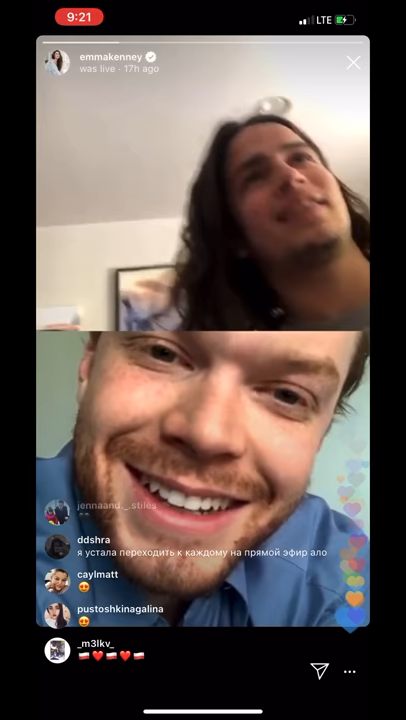 9:21
LTE
emmakenney
was live · 17h ago
jennaand._.stiles
ddshra
я устала переходить к каждому на прямой эфир ало
caylmatt
😍
pustoshkinagalina
😍
_m3lkv_
🇵🇱❤️🇵🇱❤️🇵🇱